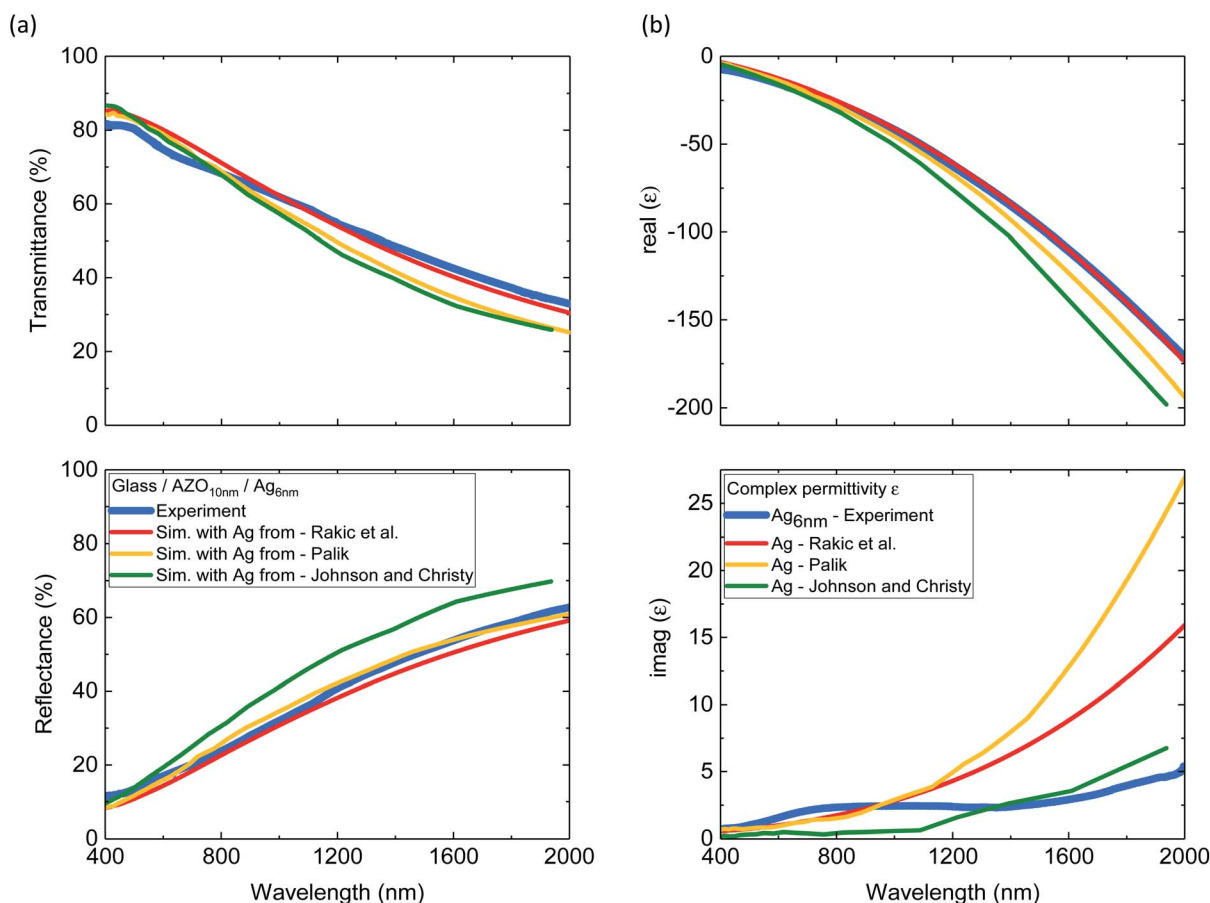 (a)
100
80
60
40
20
0
Transmittance (%)
(b)
0
-50
-100
-150
-200
real (ε)
100
80
60
40
20
0
Reflectance (%)
Glass / AZO10nm / Ag6nm
Experiment
Sim. with Ag from - Rakic et al.
Sim. with Ag from - Palik
Sim. with Ag from - Johnson and Christy
400 800 1200 1600 2000
Wavelength (nm)
25
20
15
10
5
0
imag (ε)
Complex permittivity ε
Ag6nm - Experiment
Ag - Rakic et al.
Ag - Palik
Ag - Johnson and Christy
400 800 1200 1600 2000
Wavelength (nm)